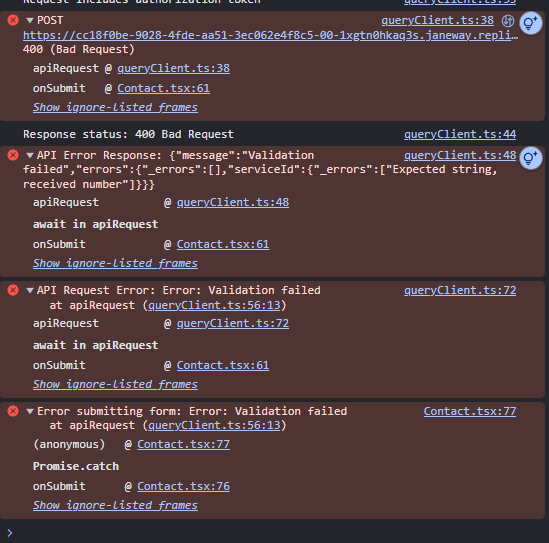 Request includes authorization token queryClient.ts:35
POST queryClient.ts:38
https://cc18f0be-9028-4fde-aa51-3ec062e4f8c5-00-1xgtn0hkaq3s.janeway.repli…
400 (Bad Request)
apiRequest @ queryClient.ts:38
onSubmit @ Contact.tsx:61
Show ignore-listed frames
Response status: 400 Bad Request queryClient.ts:44
API Error Response: {"message":"Validation queryClient.ts:48
failed","errors":{"_errors":[],"serviceId":{"_errors":["Expected string,
received number"]}}}
apiRequest @ queryClient.ts:48
await in apiRequest
onSubmit @ Contact.tsx:61
Show ignore-listed frames
API Request Error: Error: Validation failed queryClient.ts:72
at apiRequest (queryClient.ts:56:13)
apiRequest @ queryClient.ts:72
await in apiRequest
onSubmit @ Contact.tsx:61
Show ignore-listed frames
Error submitting form: Error: Validation failed Contact.tsx:77
at apiRequest (queryClient.ts:56:13)
(anonymous) @ Contact.tsx:77
Promise.catch
onSubmit @ Contact.tsx:76
Show ignore-listed frames